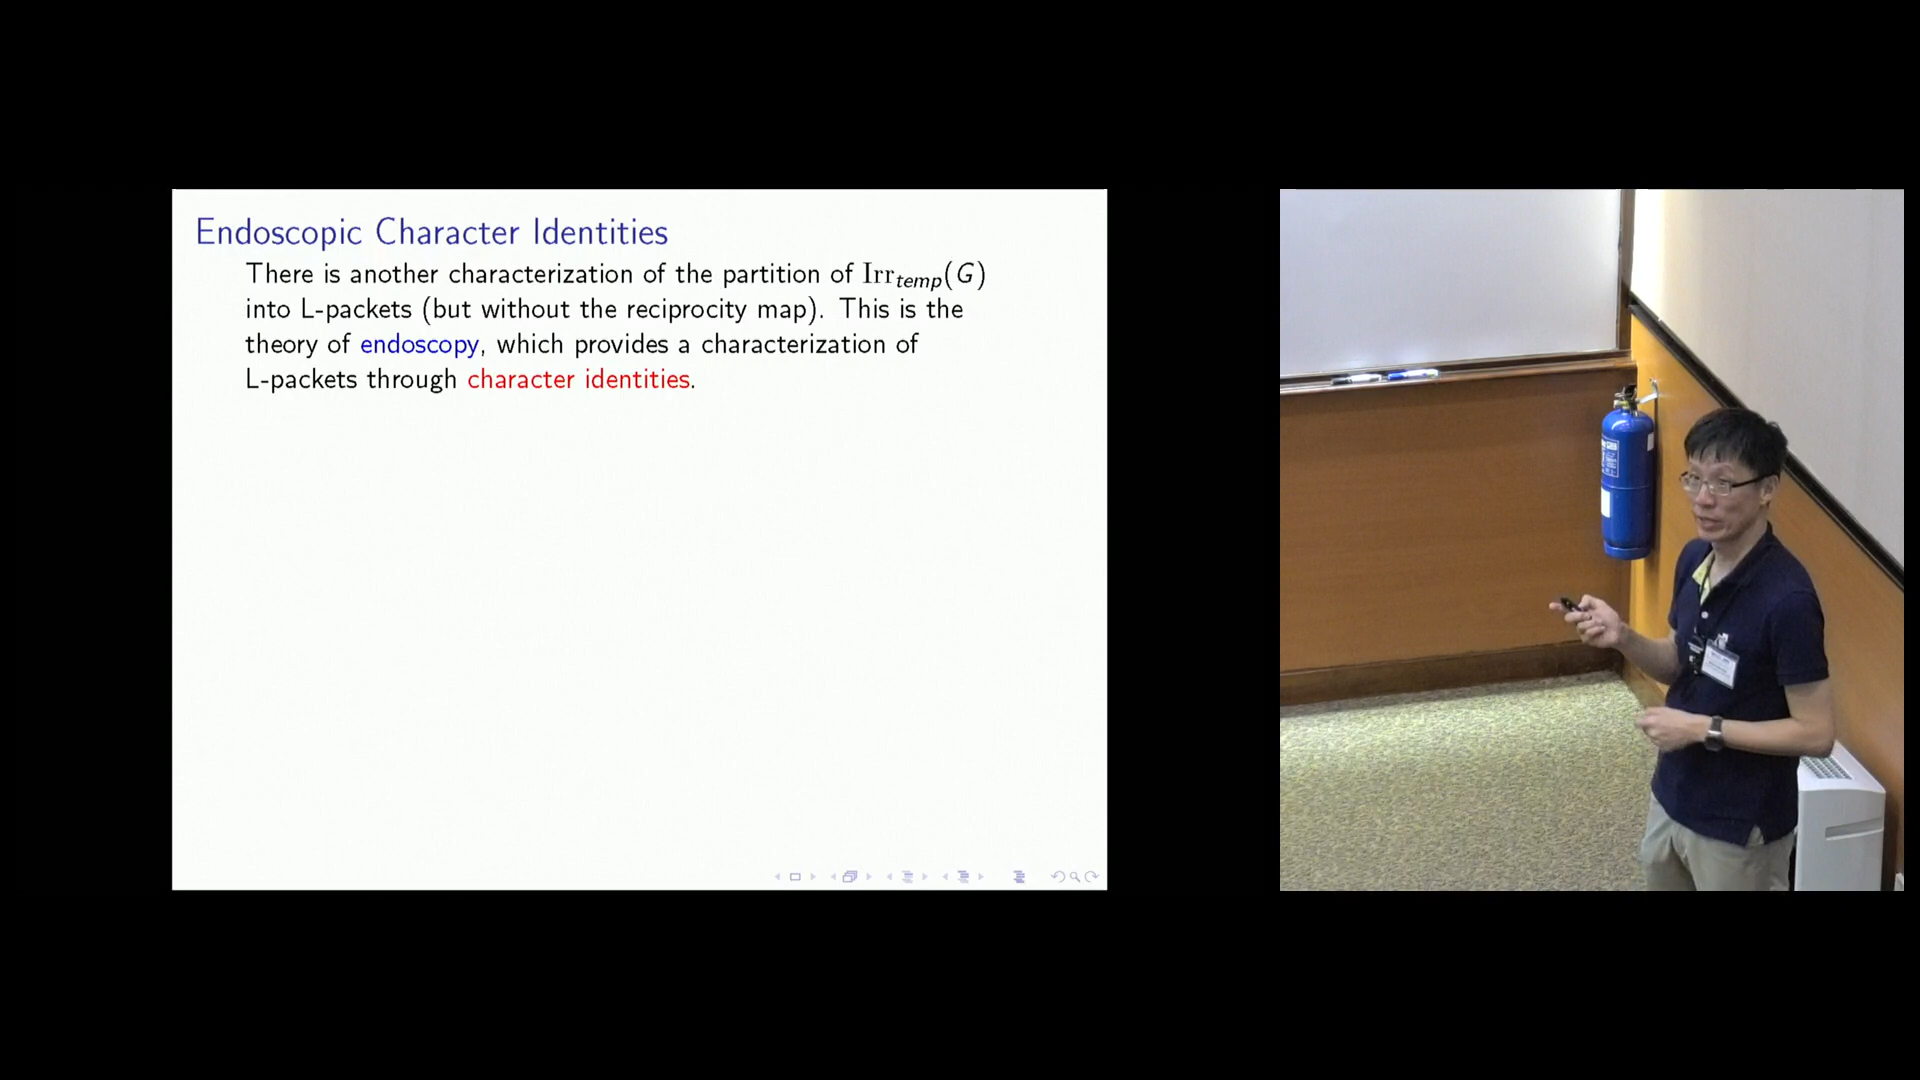 Endoscopic Character Identities
There is another characterization of the partition of Irr_temp(G)
into L-packets (but without the reciprocity map). This is the
theory of endoscopy, which provides a characterization of
L-packets through character identities.